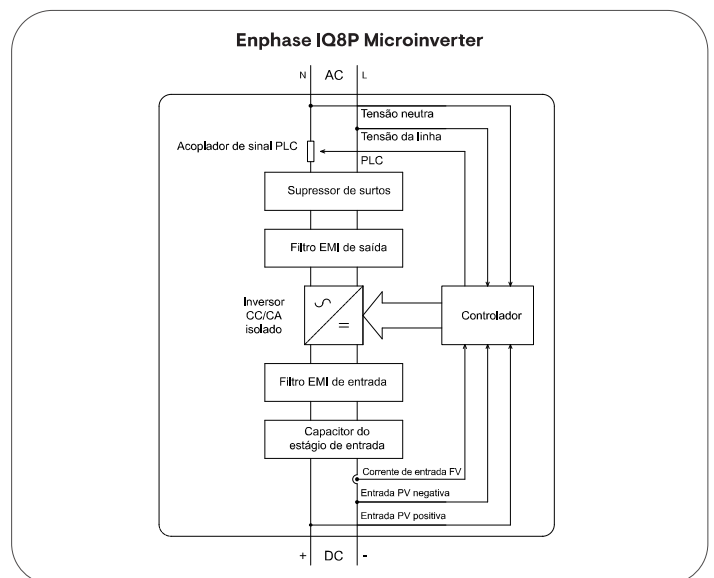 Enphase IQ8P Microinverter
N AC L
Tensão neutra
Tensão da linha
Acoplador de sinal PLC
PLC
Supressor de surtos
Filtro EMI de saída
Inversor
CC/CA
isolado
Controlador
Filtro EMI de entrada
Capacitor do
estágio de entrada
Corrente de entrada FV
Entrada PV negativa
Entrada PV positiva
+ DC -